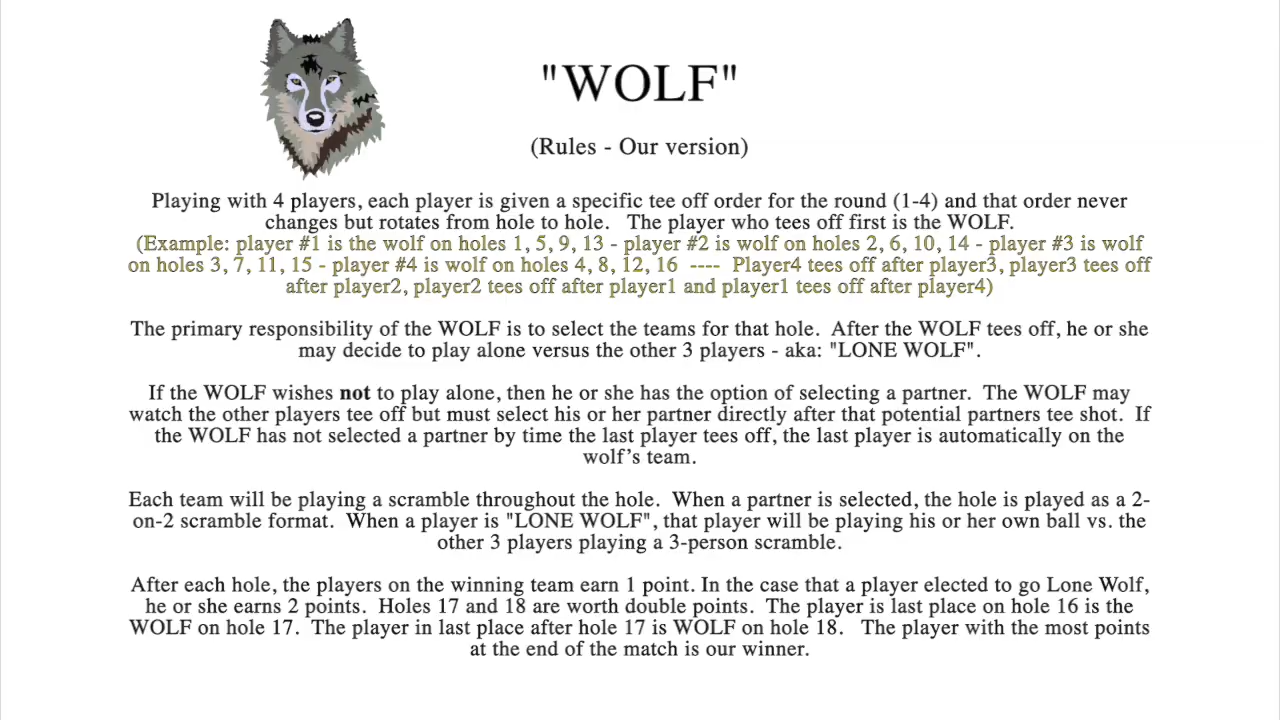 "WOLF"
(Rules - Our version)
Playing with 4 players, each player is given a specific tee off order for the round (1-4) and that order never
changes but rotates from hole to hole. The player who tees off first is the WOLF.
(Example: player #1 is the wolf on holes 1, 5, 9, 13 - player #2 is wolf on holes 2, 6, 10, 14 - player #3 is wolf
on holes 3, 7, 11, 15 - player #4 is wolf on holes 4, 8, 12, 16 ---- Player4 tees off after player3, player3 tees off
after player2, player2 tees off after player1 and player1 tees off after player4)
The primary responsibility of the WOLF is to select the teams for that hole. After the WOLF tees off, he or she
may decide to play alone versus the other 3 players - aka: "LONE WOLF".
If the WOLF wishes not to play alone, then he or she has the option of selecting a partner. The WOLF may
watch the other players tee off but must select his or her partner directly after that potential partners tee shot. If
the WOLF has not selected a partner by time the last player tees off, the last player is automatically on the
wolf’s team.
Each team will be playing a scramble throughout the hole. When a partner is selected, the hole is played as a 2-
on-2 scramble format. When a player is "LONE WOLF", that player will be playing his or her own ball vs. the
other 3 players playing a 3-person scramble.
After each hole, the players on the winning team earn 1 point. In the case that a player elected to go Lone Wolf,
he or she earns 2 points. Holes 17 and 18 are worth double points. The player is last place on hole 16 is the
WOLF on hole 17. The player in last place after hole 17 is WOLF on hole 18. The player with the most points
at the end of the match is our winner.